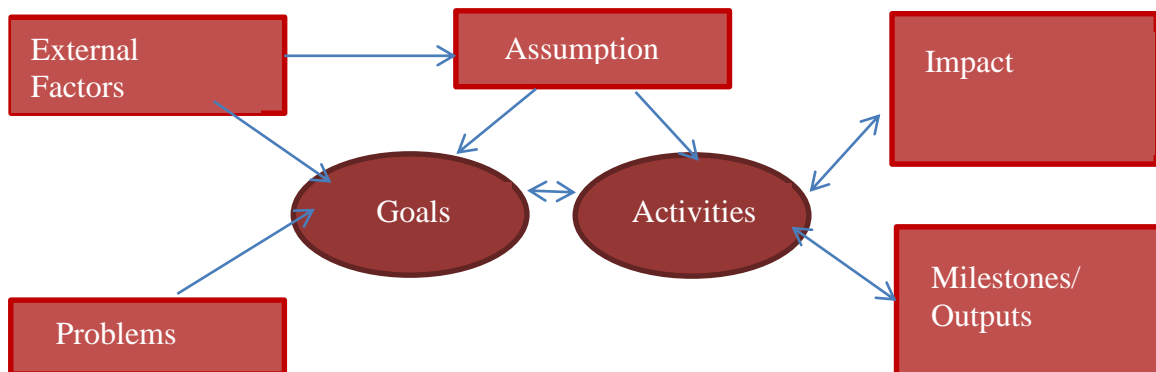 External
Factors
Assumption
Impact
Goals
Activities
Problems
Milestones/
Outputs